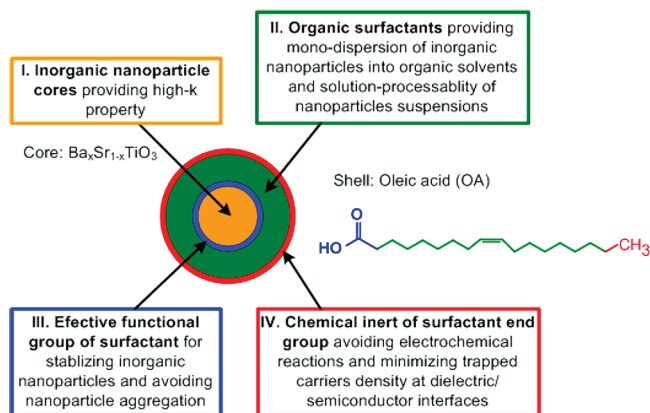 I. Inorganic nanoparticle
cores providing high-k
property
II. Organic surfactants providing
mono-dispersion of inorganic
nanoparticles into organic solvents
and solution-processablity of
nanoparticles suspensions
Core: BaₓSr₁₋ₓTiO₃
Shell: Oleic acid (OA)
O
HO
CH₃
III. Efective functional
group of surfactant for
stablizing inorganic
nanoparticles and avoiding
nanoparticle aggregation
IV. Chemical inert of surfactant end
group avoiding electrochemical
reactions and minimizing trapped
carriers density at dielectric/
semiconductor interfaces